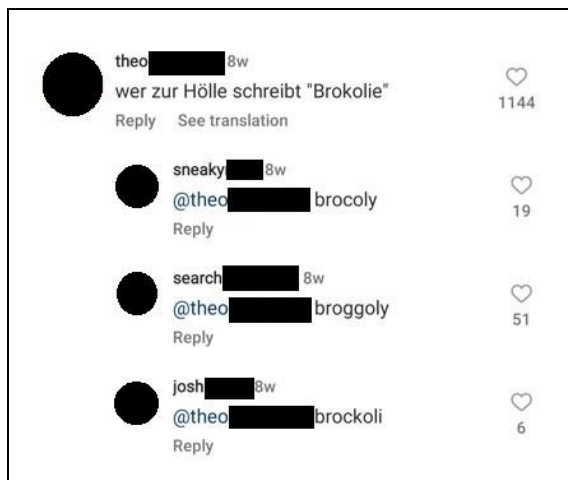 theo 8w
wer zur Hölle schreibt "Brokolie"
1144
Reply See translation
sneaky 8w
@theo brocoly
19
Reply
search 8w
@theo broggoly
51
Reply
josh 8w
@theo brockoli
6
Reply